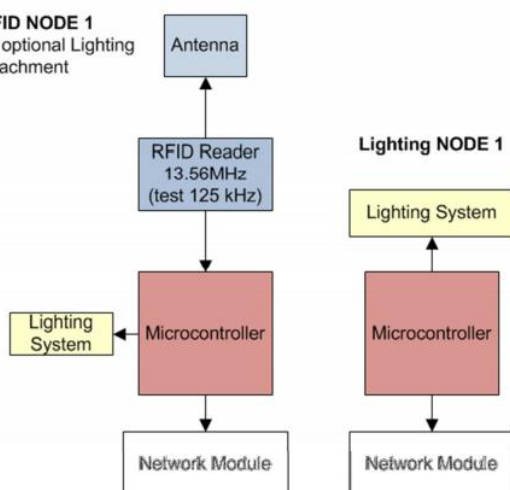 FID NODE 1
optional Lighting
achment
Antenna
RFID Reader
13.56MHz
(test 125 kHz)
Lighting NODE 1
Lighting System
Lighting
System
Microcontroller
Microcontroller
Network Module
Network Module